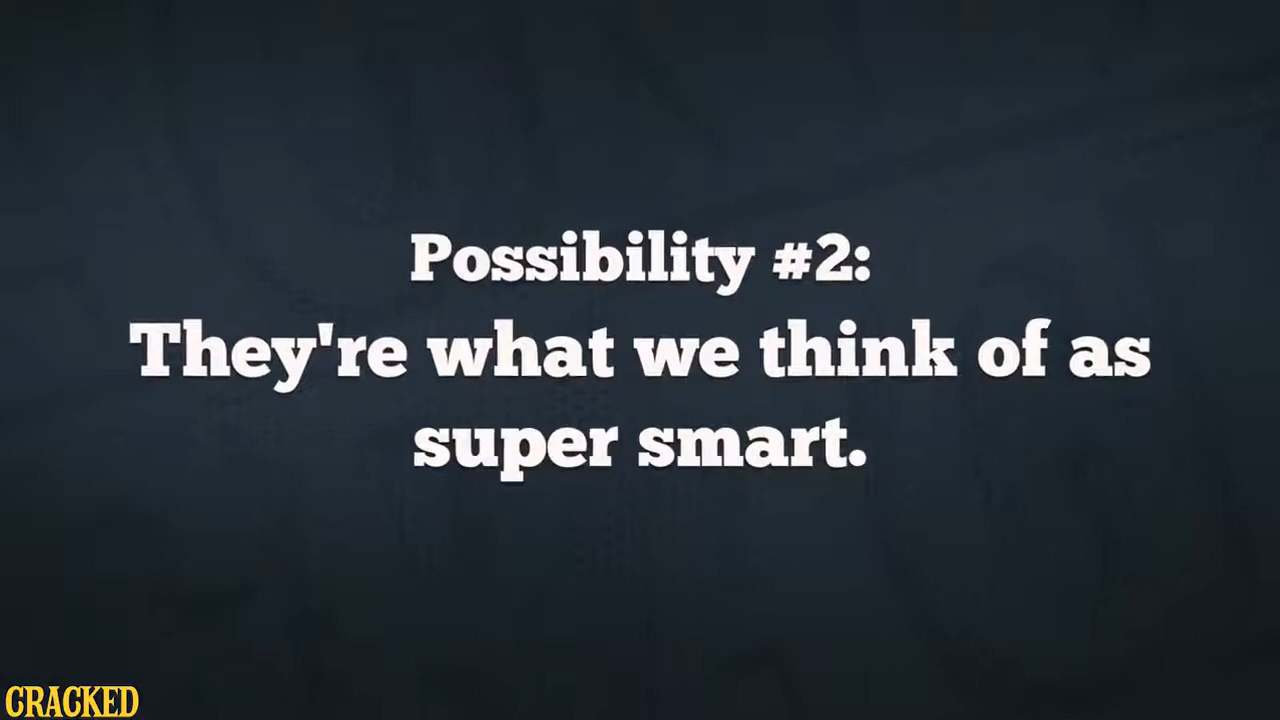 Possibility #2:
They're what we think of as
super smart.
CRACKED